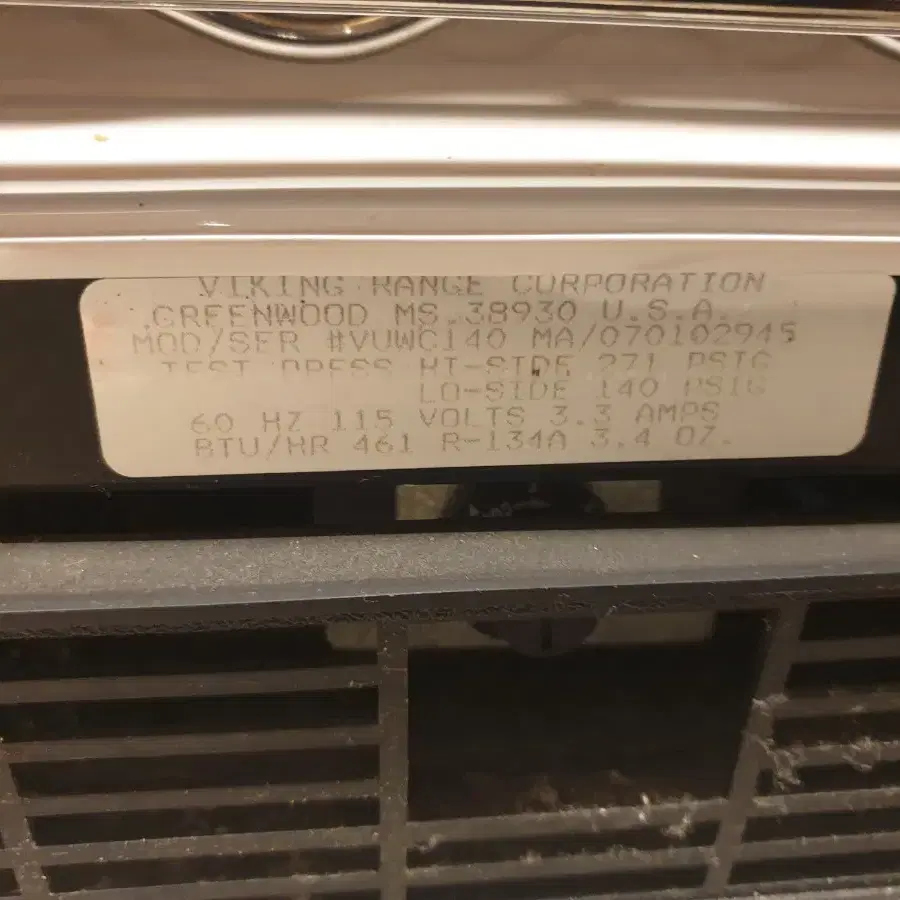 VIKING RANGE CORPORATION
GREENWOOD MS. 38930 U.S.A.
MOD/SER #VUWC140 MA/070102945
TEST PRESS HI-SIDE 271 PSIG
LO-SIDE 140 PSIG
60 HZ 115 VOLTS 3.3 AMPS
BTU/HR 461 R-134A 3.4 OZ.